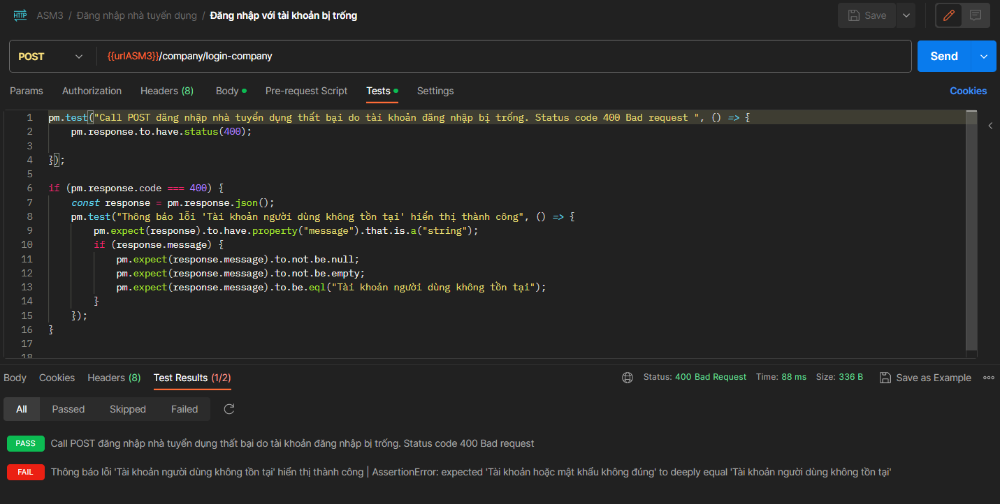 HTTP ASM3 / Đăng nhập nhà tuyển dụng / Đăng nhập với tài khoản bị trống Save
POST {{urlASM3}}/company/login-company Send
Params Authorization Headers (8) Body Pre-request Script Tests Settings Cookies
1 pm.test("Call POST đăng nhập nhà tuyển dụng thất bại do tài khoản đăng nhập bị trống. Status code 400 Bad request ", () => {
2 pm.response.to.have.status(400);
3
4 });
5
6 if (pm.response.code === 400) {
7 const response = pm.response.json();
8 pm.test("Thông báo lỗi 'Tài khoản người dùng không tồn tại' hiển thị thành công", () => {
9 pm.expect(response).to.have.property("message").that.is.a("string");
10 if (response.message) {
11 pm.expect(response.message).to.not.be.null;
12 pm.expect(response.message).to.not.be.empty;
13 pm.expect(response.message).to.be.eql("Tài khoản người dùng không tồn tại");
14 }
15 });
16 }
17
18
Body Cookies Headers (8) Test Results (1/2) Status: 400 Bad Request Time: 88 ms Size: 336 B Save as Example
All Passed Skipped Failed
PASS Call POST đăng nhập nhà tuyển dụng thất bại do tài khoản đăng nhập bị trống. Status code 400 Bad request
FAIL Thông báo lỗi 'Tài khoản người dùng không tồn tại' hiển thị thành công | AssertionError: expected 'Tài khoản hoặc mật khẩu không đúng' to deeply equal 'Tài khoản người dùng không tồn tại'